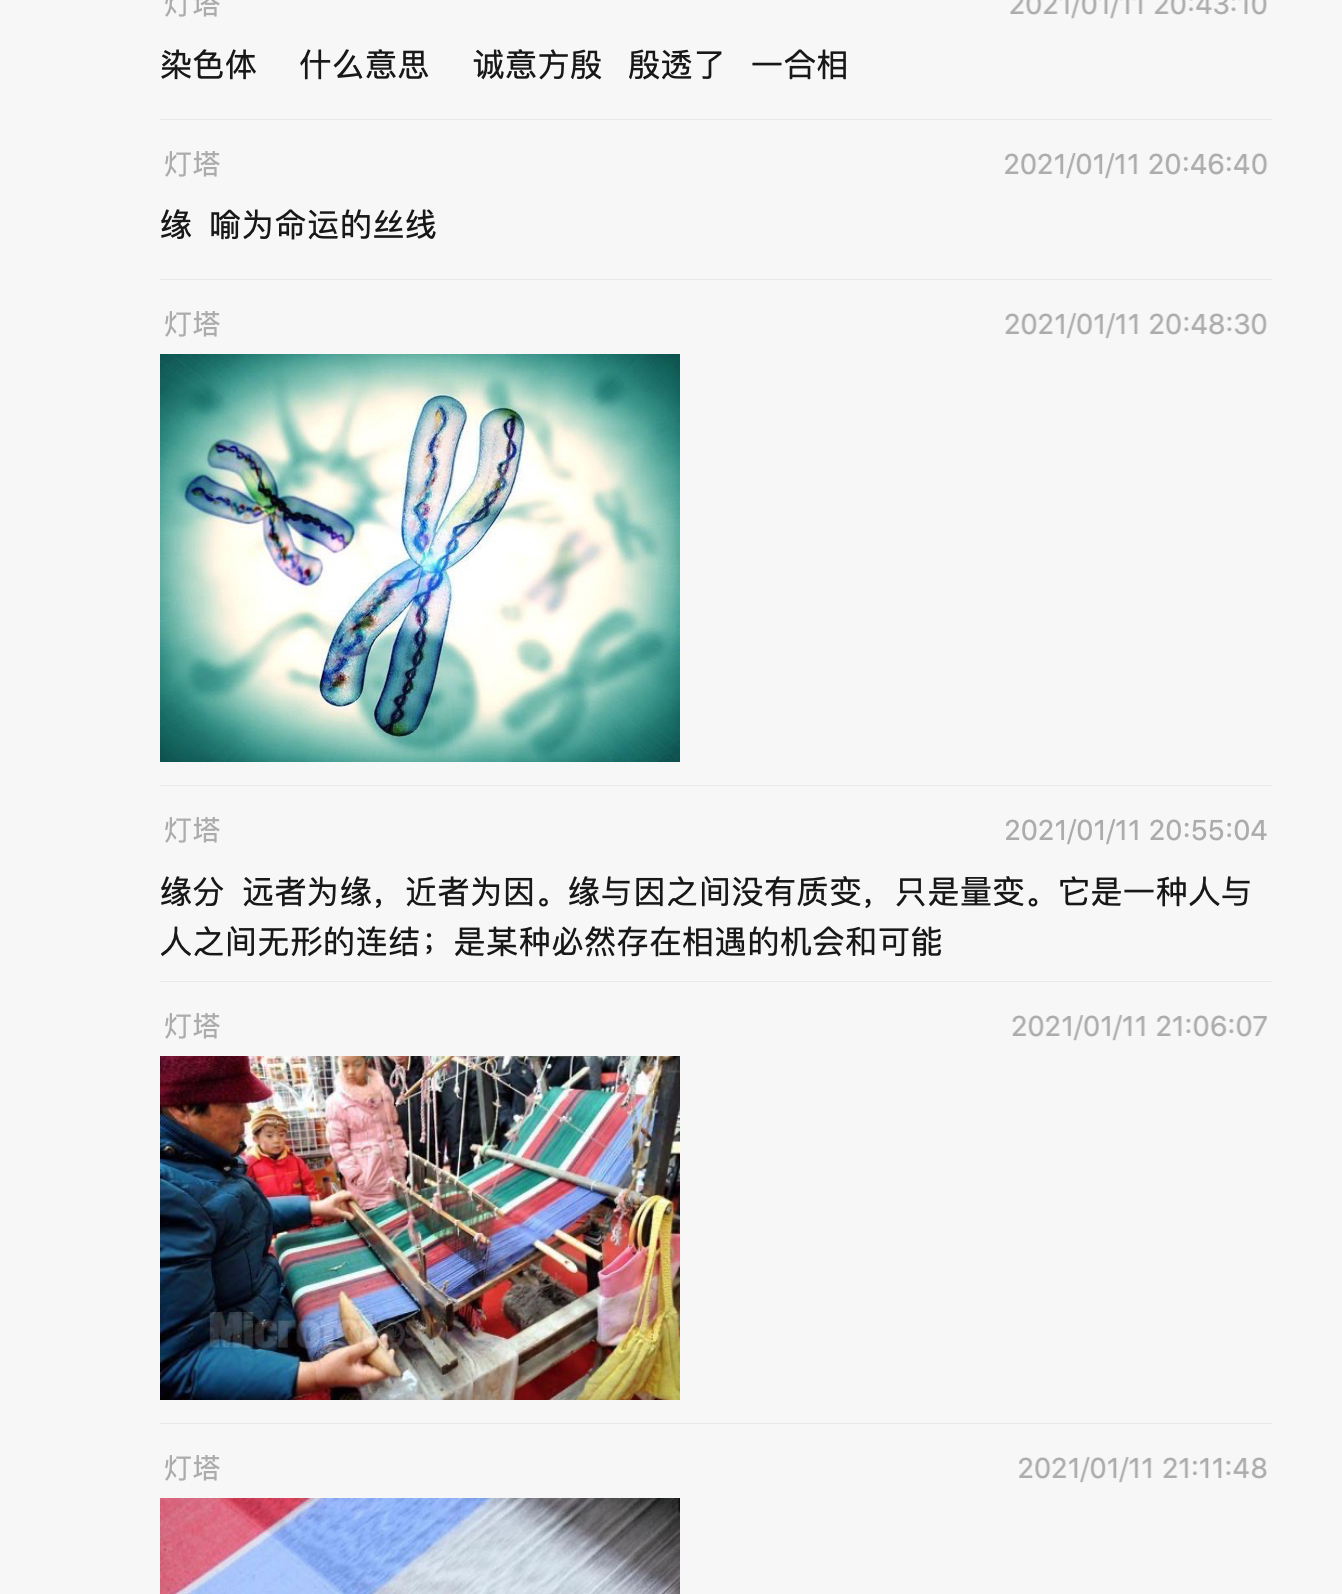 灯塔 2021/01/11 20:43:10
染色体 什么意思 诚意方殷 殷透了 一合相
灯塔 2021/01/11 20:46:40
缘 喻为命运的丝线
灯塔 2021/01/11 20:48:30
灯塔 2021/01/11 20:55:04
缘分 远者为缘，近者为因。缘与因之间没有质变，只是量变。它是一种人与
人之间无形的连结；是某种必然存在相遇的机会和可能
灯塔 2021/01/11 21:06:07
灯塔 2021/01/11 21:11:48